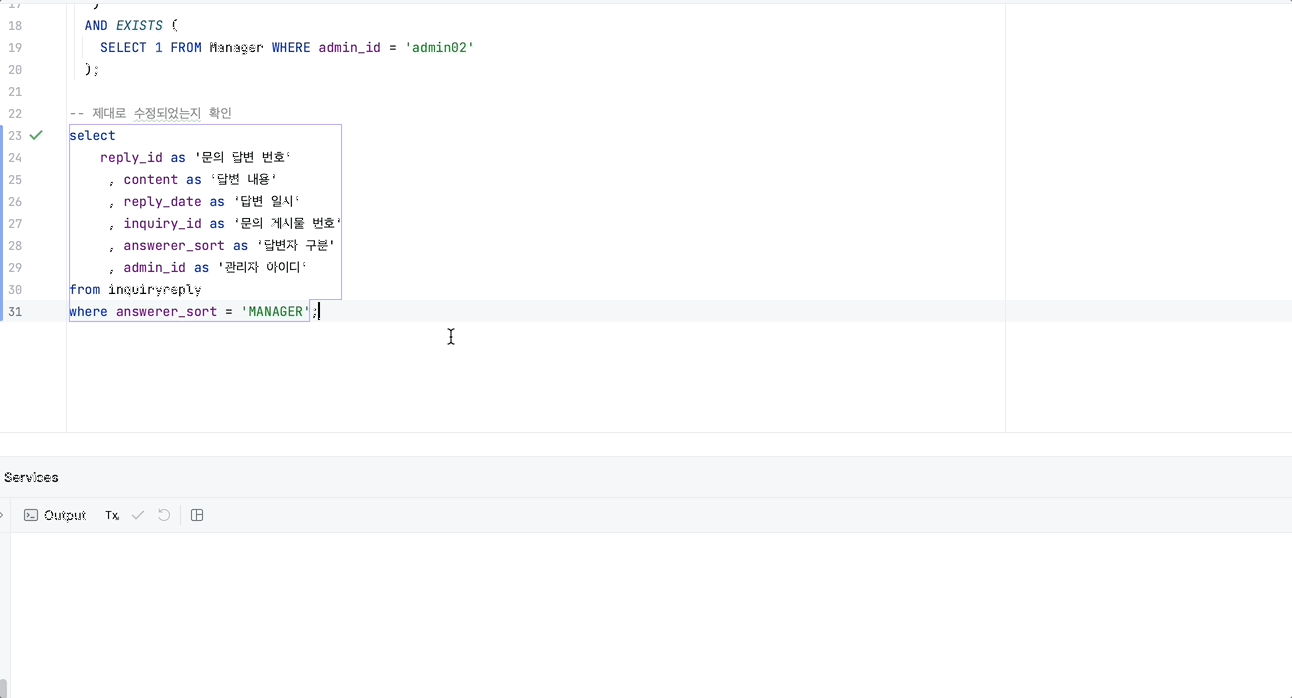 17 )
18 AND EXISTS (
19 SELECT 1 FROM Manager WHERE admin_id = 'admin02'
20 );
21
22 -- 제대로 수정되었는지 확인
23 select
24 reply_id as '문의 답변 번호'
25 , content as '답변 내용'
26 , reply_date as '답변 일시'
27 , inquiry_id as '문의 게시물 번호'
28 , answerer_sort as '답변자 구분'
29 , admin_id as '관리자 아이디'
30 from inquiryreply
31 where answerer_sort = 'MANAGER';
Services
Output Tx